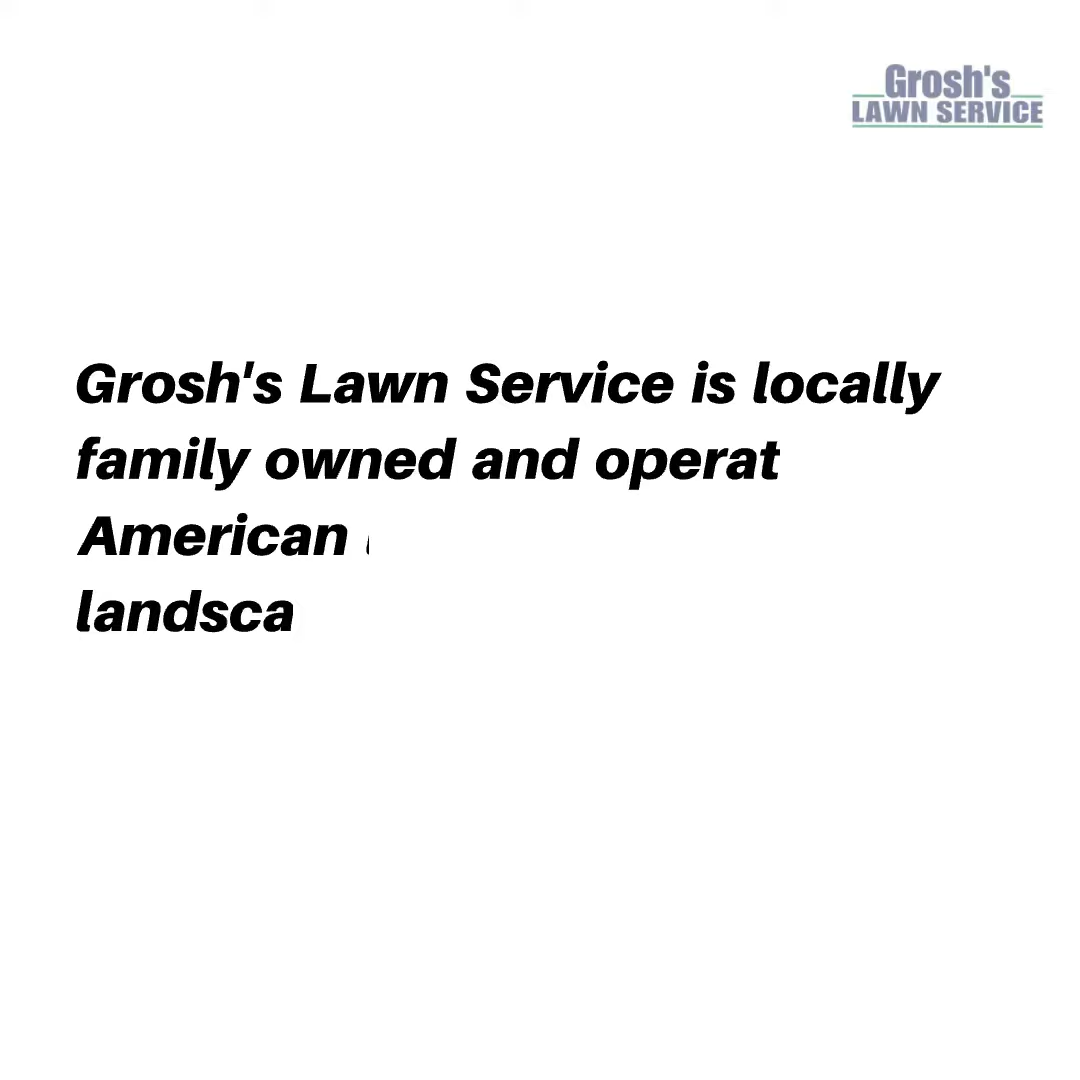 Grosh's
LAWN SERVICE
Grosh's Lawn Service is locally
family owned and operat
American
landsca